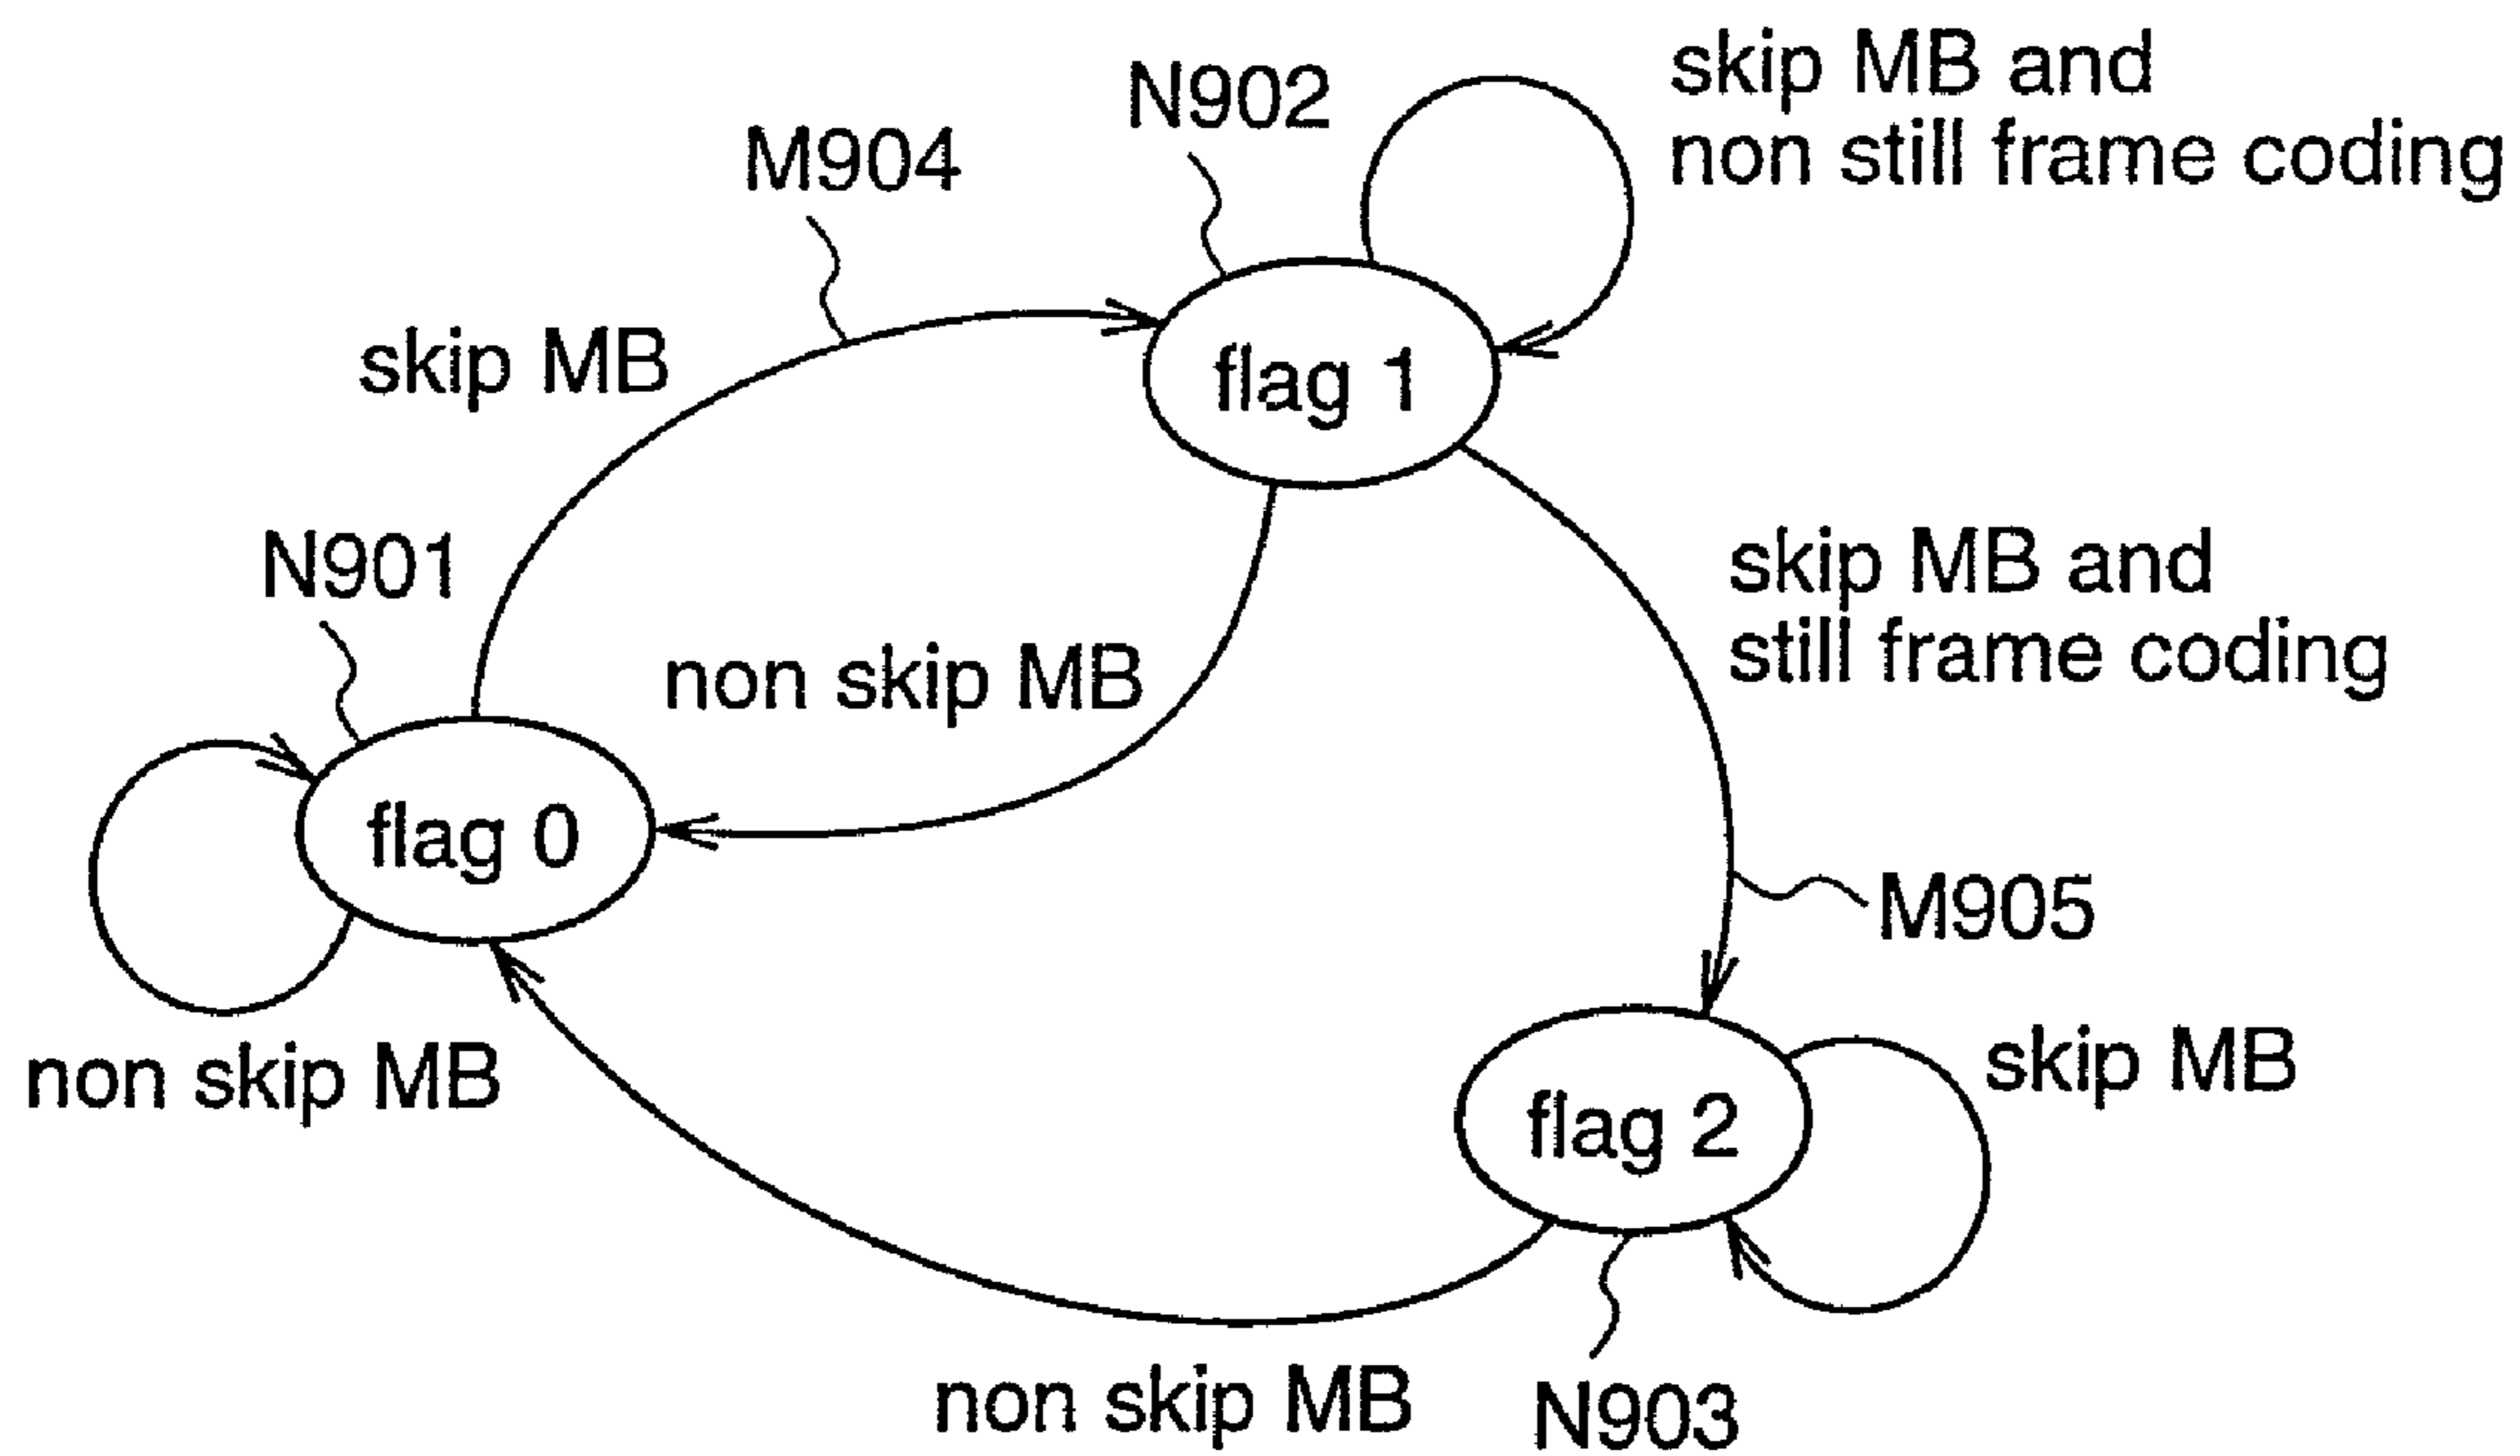 skip MB and
non still frame coding
N902
M904
skip MB
flag 1
N901
skip MB and
still frame coding
non skip MB
flag 0
M905
non skip MB
skip MB
flag 2
non skip MB
N903